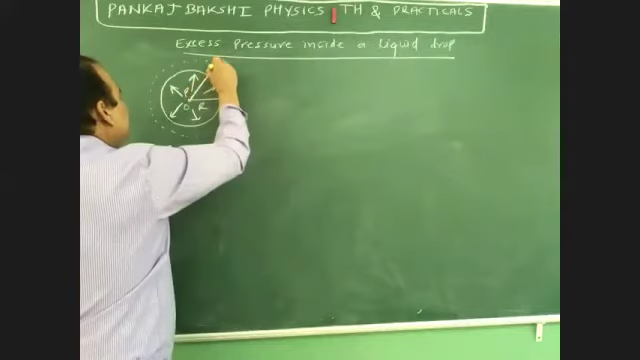 PANKAJ BAKSHI PHYSICS | TH & PRACTICALS
Excess Pressure inside a liquid drop
P
O R